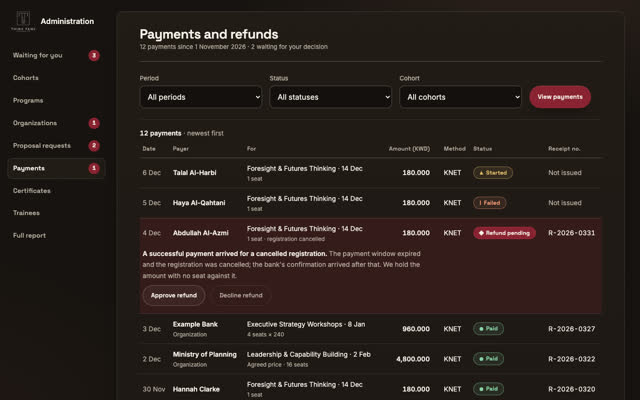 THINK FENS
Administration
Waiting for you 3
Cohorts
Programs
Organizations 1
Proposal requests 2
Payments 1
Certificates
Trainees
Full report
Payments and refunds
12 payments since 1 November 2026 · 2 waiting for your decision
Period Status Cohort
All periods All statuses All cohorts View payments
12 payments · newest first
Date Payer For Amount (KWD) Method Status Receipt no.
6 Dec Talal Al-Harbi Foresight & Futures Thinking · 14 Dec 180.000 KNET Started Not issued
1 seat
5 Dec Haya Al-Qahtani Foresight & Futures Thinking · 14 Dec 180.000 KNET Failed Not issued
1 seat
4 Dec Abdullah Al-Azmi Foresight & Futures Thinking · 14 Dec 180.000 KNET Refund pending R-2026-0331
1 seat · registration cancelled
A successful payment arrived for a cancelled registration. The payment window expired
and the registration was cancelled; the bank's confirmation arrived after that. We hold the
amount with no seat against it.
Approve refund Decline refund
3 Dec Example Bank Executive Strategy Workshops · 8 Jan 960.000 KNET Paid R-2026-0327
Organization 4 seats × 240
2 Dec Ministry of Planning Leadership & Capability Building · 2 Feb 4,800.000 KNET Paid R-2026-0322
Organization Agreed price · 16 seats
30 Nov Hannah Clarke Foresight & Futures Thinking · 14 Dec 180.000 KNET Paid R-2026-0320
1 seat